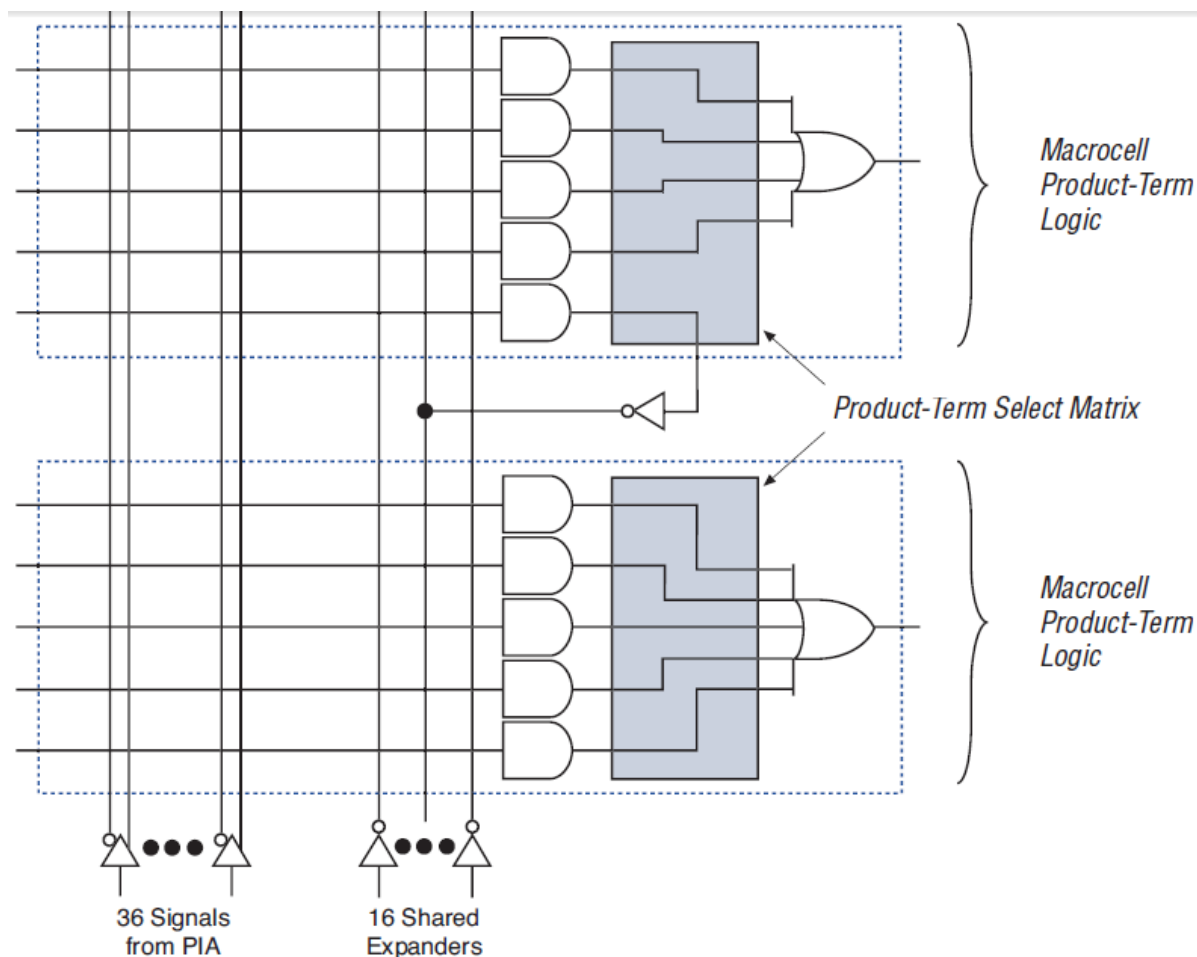 Macrocell
Product-Term
Logic
Product-Term Select Matrix
Macrocell
Product-Term
Logic
36 Signals
from PIA
16 Shared
Expanders